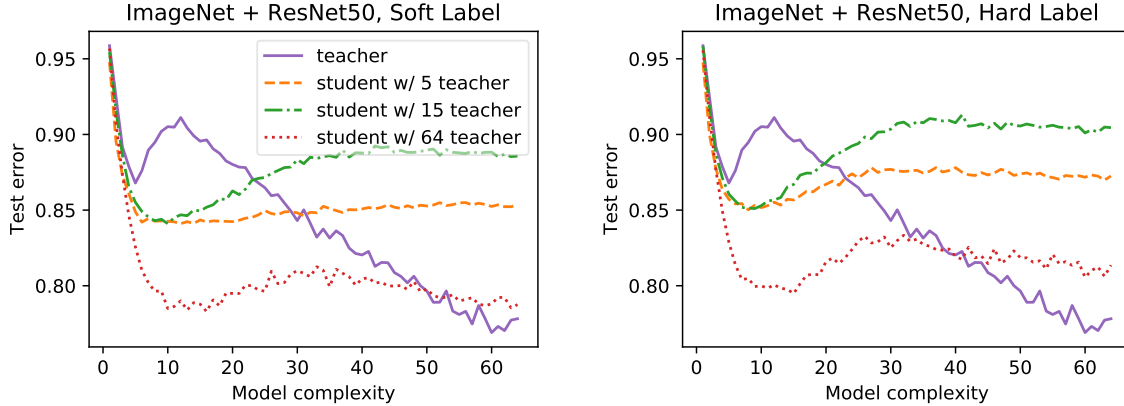 ImageNet + ResNet50, Soft Label
Test error
0.95
0.90
0.85
0.80
teacher
student w/ 5 teacher
student w/ 15 teacher
student w/ 64 teacher
0 10 20 30 40 50 60
Model complexity
ImageNet + ResNet50, Hard Label
Test error
0.95
0.90
0.85
0.80
0 10 20 30 40 50 60
Model complexity